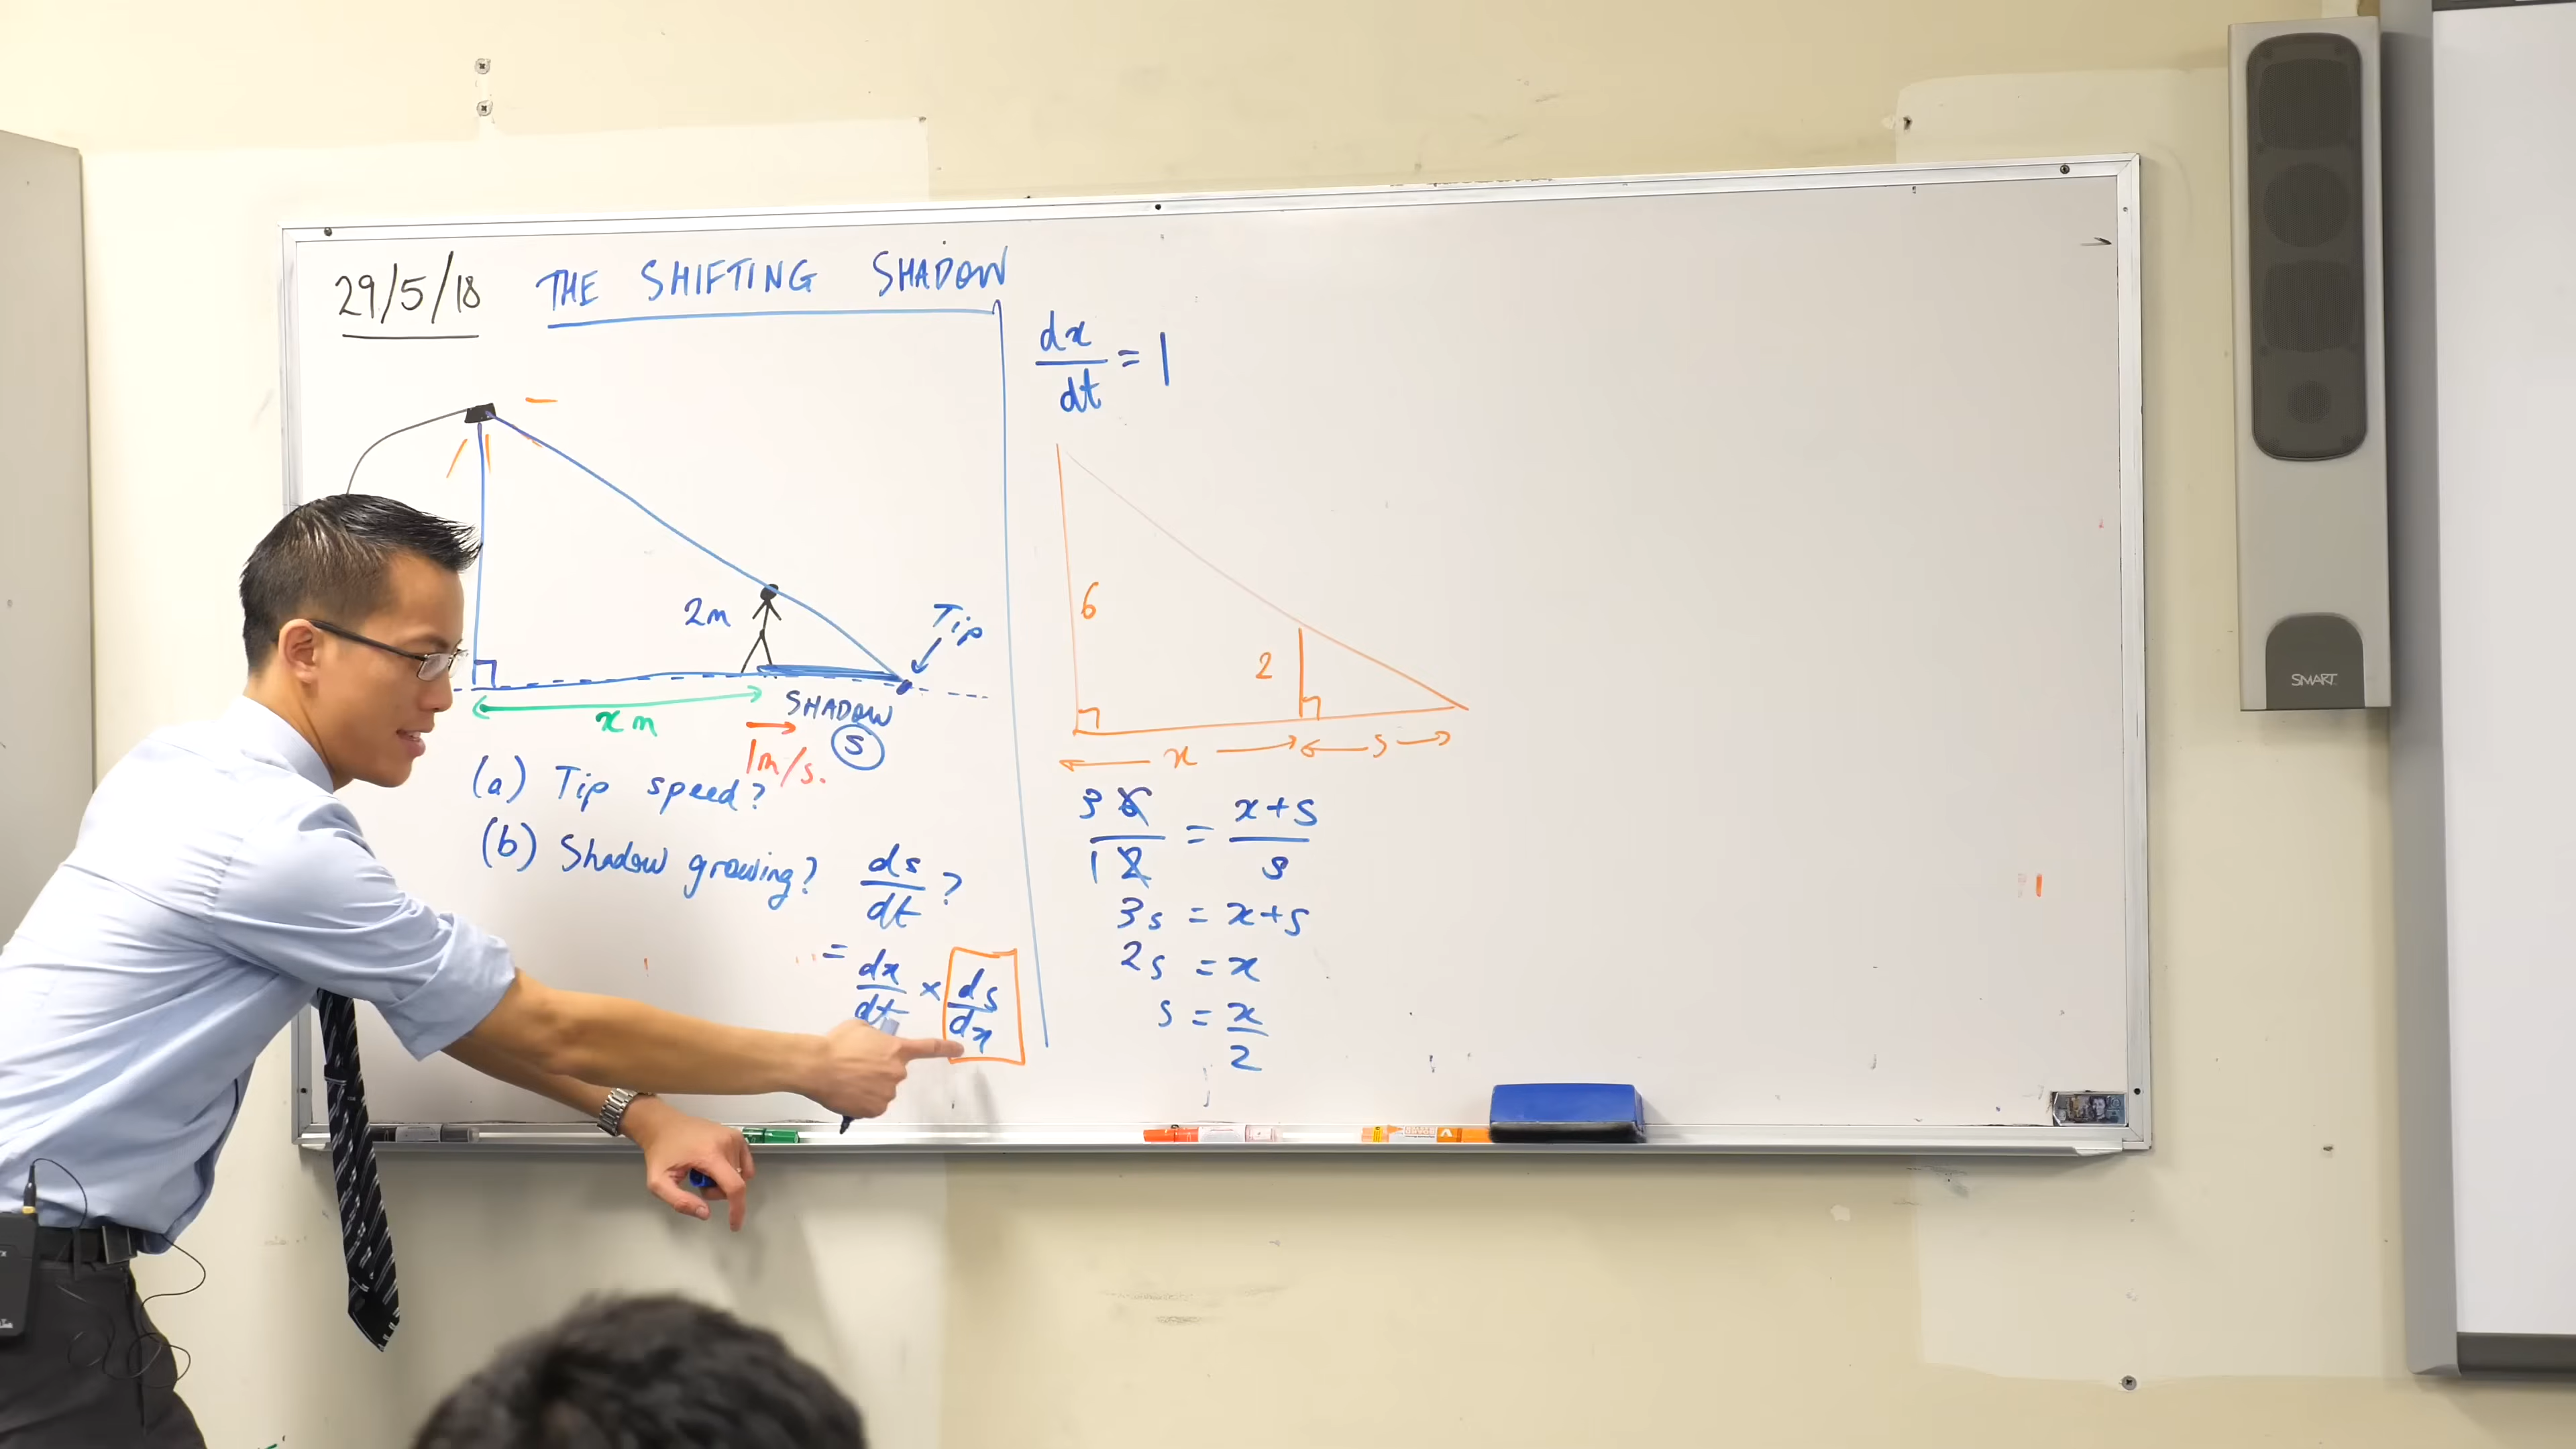 29/5/18 THE SHIFTING SHADOW
2m
Tip
x m
SHADOW
S
1m/s.
(a) Tip speed?
(b) Shadow growing? ds/dt ?
= dx/dt × ds/dx
dx/dt = 1
6
2
x
s
3 6 / 1 2 = x+s / s
3s = x+s
2s = x
s = x/2
SMART